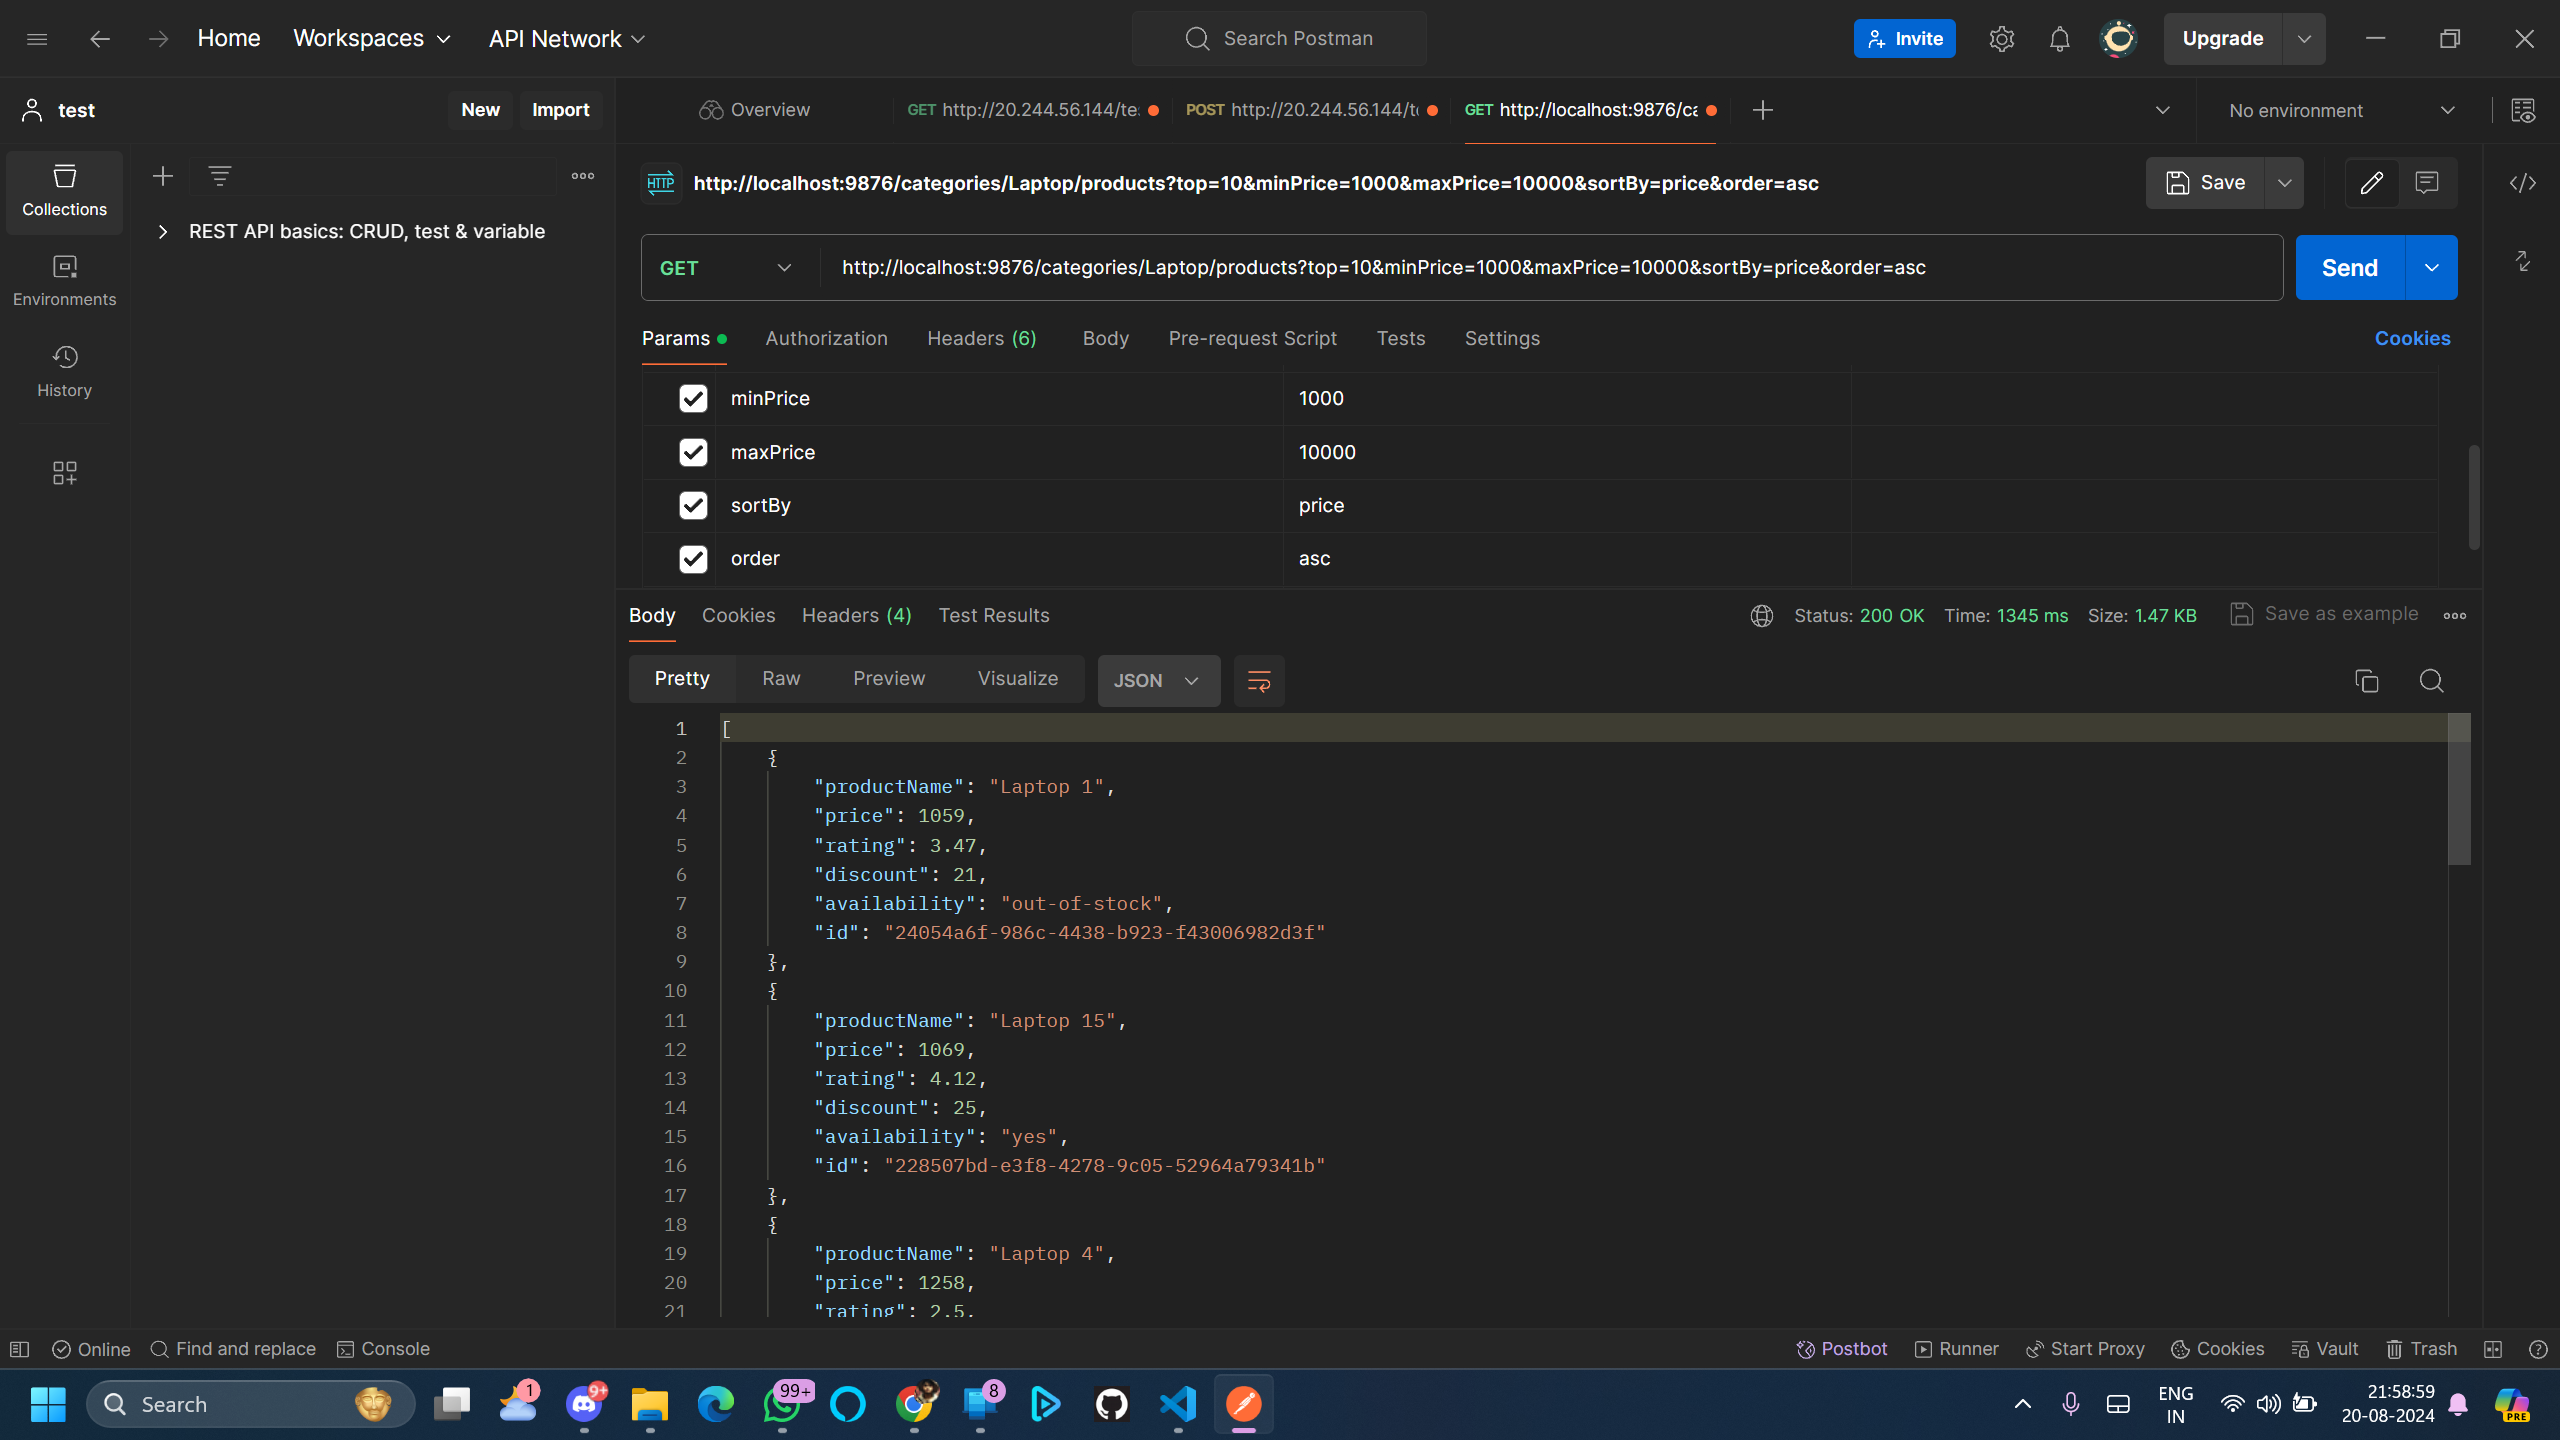 Home Workspaces API Network Search Postman Invite Upgrade
test New Import Overview GET http://20.244.56.144/te: POST http://20.244.56.144/t GET http://localhost:9876/ca No environment
Collections
Environments
History
REST API basics: CRUD, test & variable
HTTP http://localhost:9876/categories/Laptop/products?top=10&minPrice=1000&maxPrice=10000&sortBy=price&order=asc Save
GET http://localhost:9876/categories/Laptop/products?top=10&minPrice=1000&maxPrice=10000&sortBy=price&order=asc Send
Params Authorization Headers (6) Body Pre-request Script Tests Settings Cookies
minPrice 1000
maxPrice 10000
sortBy price
order asc
Body Cookies Headers (4) Test Results Status: 200 OK Time: 1345 ms Size: 1.47 KB Save as example
Pretty Raw Preview Visualize JSON
1 [
2 {
3 "productName": "Laptop 1",
4 "price": 1059,
5 "rating": 3.47,
6 "discount": 21,
7 "availability": "out-of-stock",
8 "id": "24054a6f-986c-4438-b923-f43006982d3f"
9 },
10 {
11 "productName": "Laptop 15",
12 "price": 1069,
13 "rating": 4.12,
14 "discount": 25,
15 "availability": "yes",
16 "id": "228507bd-e3f8-4278-9c05-52964a79341b"
17 },
18 {
19 "productName": "Laptop 4",
20 "price": 1258,
21 "rating": 2.5,
Online Find and replace Console Postbot Runner Start Proxy Cookies Vault Trash
Search 1 9+ 99+ 8 ENG 21:58:59
IN 20-08-2024 PRE